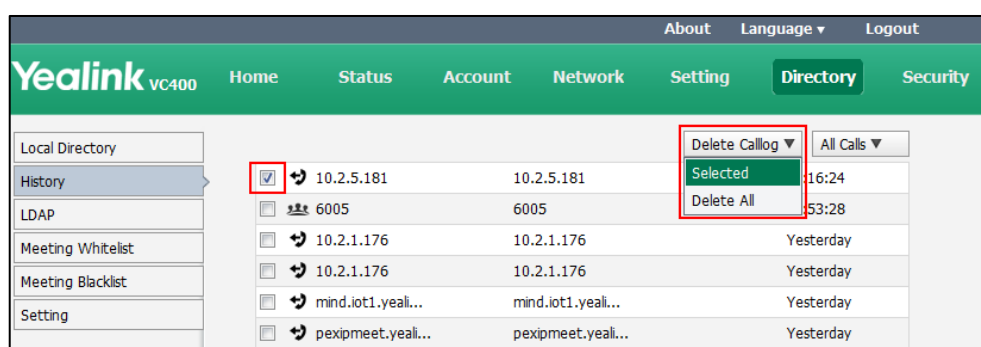 About Language ▾ Logout
Yealink VC400 Home Status Account Network Setting Directory Security
Delete Calllog ▼ All Calls ▼
Local Directory
History
LDAP
Meeting Whitelist
Meeting Blacklist
Setting
Selected
Delete All
10.2.5.181 10.2.5.181 :16:24
6005 6005 :53:28
10.2.1.176 10.2.1.176 Yesterday
10.2.1.176 10.2.1.176 Yesterday
mind.iot1.yeali... mind.iot1.yeali... Yesterday
pexipmeet.yeali... pexipmeet.yeali... Yesterday